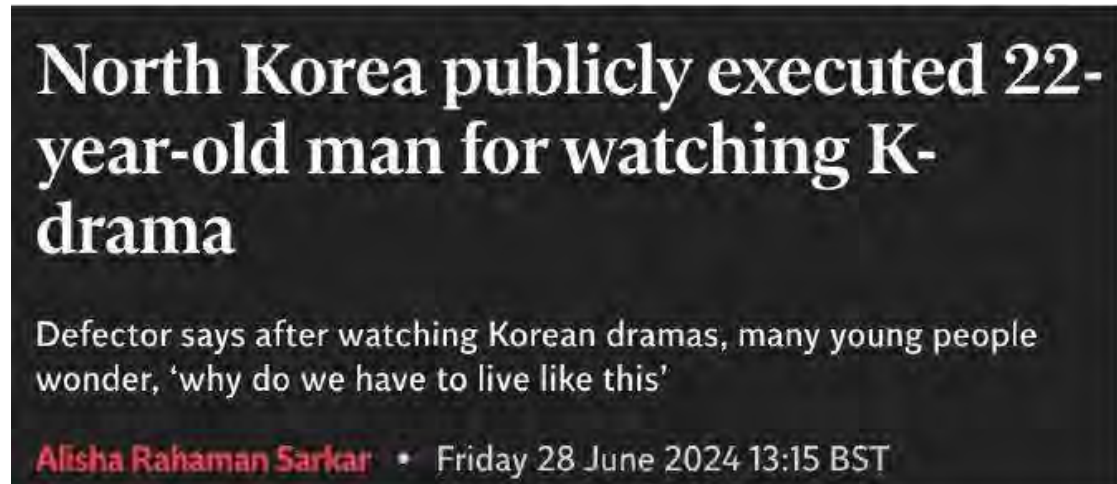 North Korea publicly executed 22-
year-old man for watching K-
drama
Defector says after watching Korean dramas, many young people
wonder, ‘why do we have to live like this’
Alisha Rahaman Sarkar • Friday 28 June 2024 13:15 BST